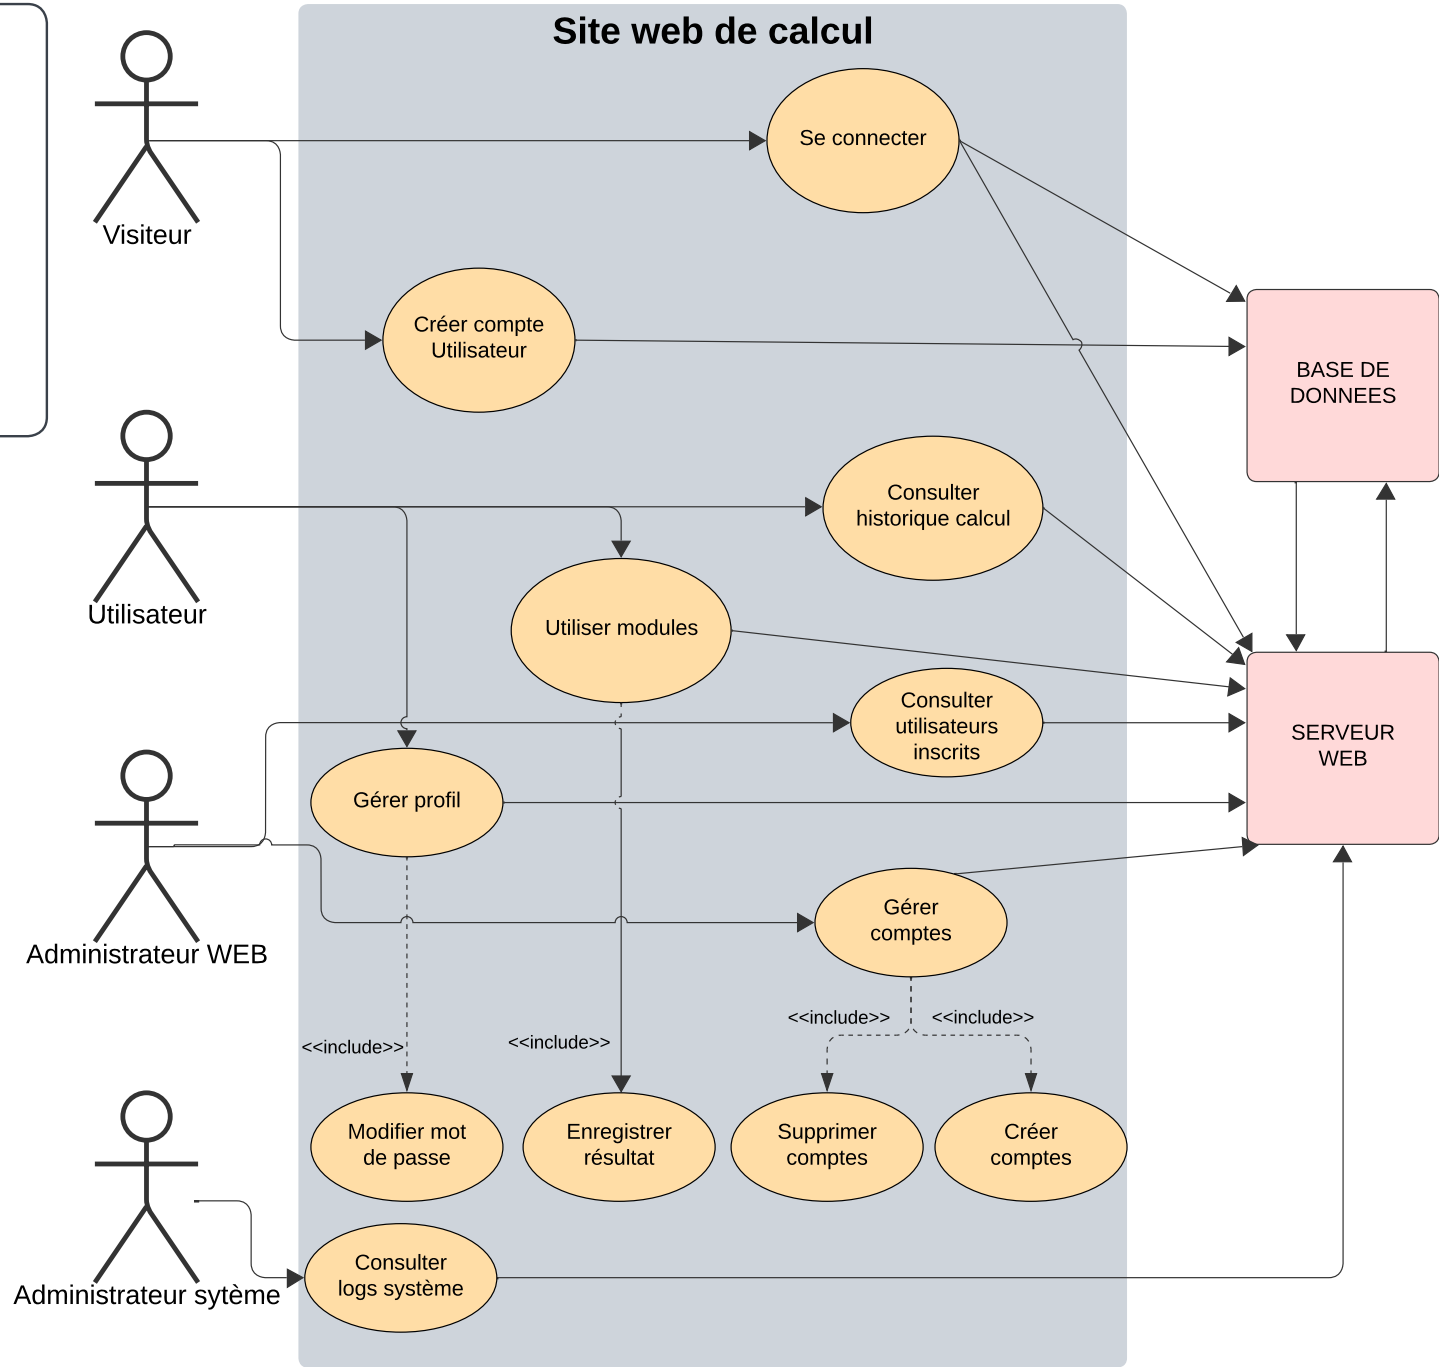 Site web de calcul
Se connecter
Visiteur
Créer compte
Utilisateur
BASE DE
DONNEES
Consulter
historique calcul
Utilisateur
Utiliser modules
Consulter
utilisateurs
inscrits
SERVEUR
WEB
Gérer profil
Gérer
comptes
Administrateur WEB
<<include>>
<<include>>
<<include>>
<<include>>
Modifier mot
de passe
Enregistrer
résultat
Supprimer
comptes
Créer
comptes
Consulter
logs système
Administrateur sytème